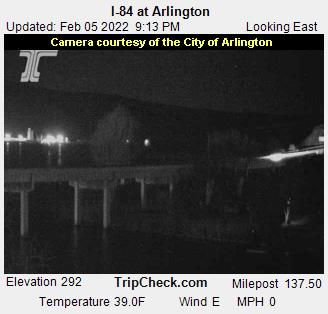 I-84 at Arlington
Updated: Feb 05 2022 9:13 PM Looking East
Camera courtesy of the City of Arlington
Elevation 292 TripCheck.com Milepost 137.50
Temperature 39.0F Wind E MPH 0